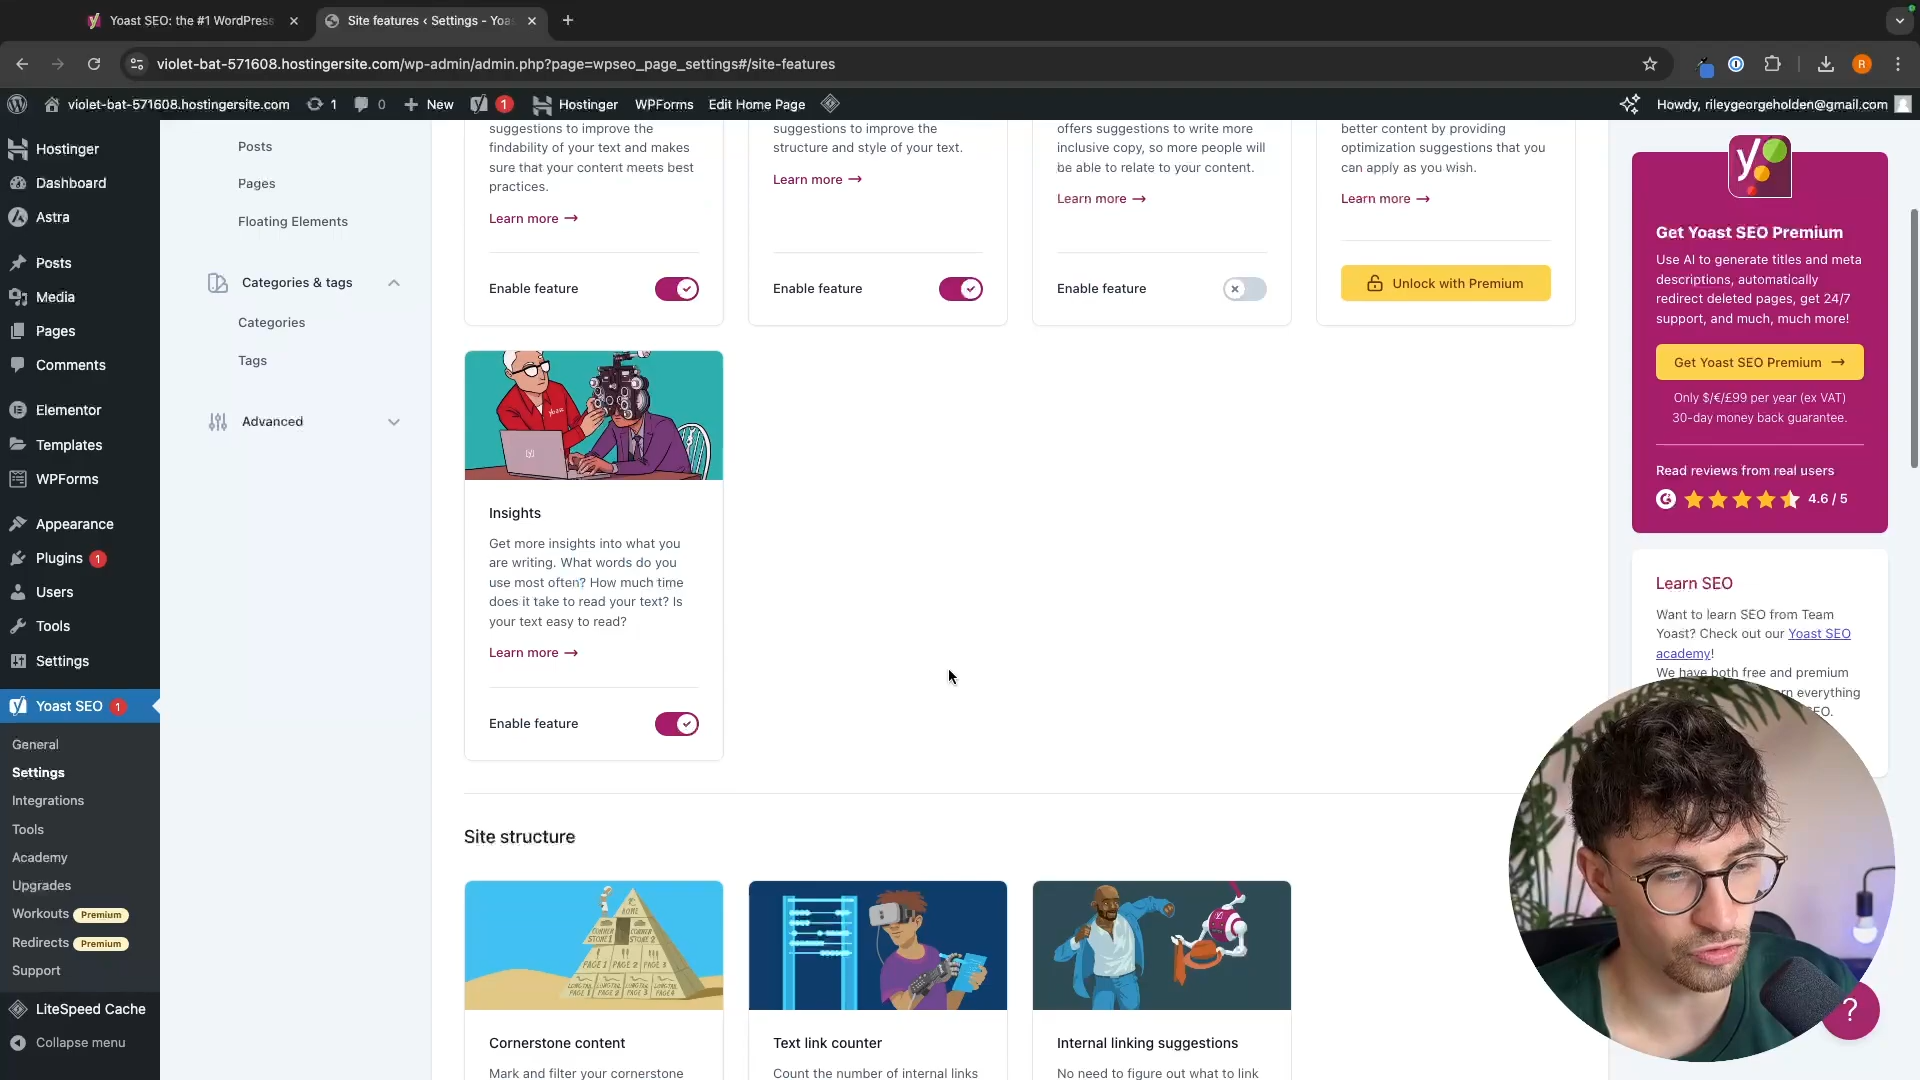 Yoast SEO: the #1 WordPress
Site features ‹ Settings - Yoa
violet-bat-571608.hostingersite.com/wp-admin/admin.php?page=wpseo_page_settings#/site-features
R
violet-bat-571608.hostingersite.com
1
0
New
1
Hostinger
WPForms
Edit Home Page
Howdy, rileygeorgeholden@gmail.com
Hostinger
Dashboard
Astra
Posts
Media
Pages
Comments
Elementor
Templates
WPForms
Appearance
Plugins 1
Users
Tools
Settings
Yoast SEO 1
General
Settings
Integrations
Tools
Academy
Upgrades
Workouts Premium
Redirects Premium
Support
LiteSpeed Cache
Collapse menu
Posts
Pages
Floating Elements
Categories & tags
Categories
Tags
Advanced
suggestions to improve the
findability of your text and makes
sure that your content meets best
practices.
Learn more →
Enable feature
suggestions to improve the
structure and style of your text.
Learn more →
Enable feature
offers suggestions to write more
inclusive copy, so more people will
be able to relate to your content.
Learn more →
Enable feature
better content by providing
optimization suggestions that you
can apply as you wish.
Learn more →
Unlock with Premium
Insights
Get more insights into what you
are writing. What words do you
use most often? How much time
does it take to read your text? Is
your text easy to read?
Learn more →
Enable feature
Site structure
HOME
PAGE 1
PAGE 2
PAGE 3
Cornerstone content
Mark and filter your cornerstone
Text link counter
Count the number of internal links
Internal linking suggestions
No need to figure out what to link
Get Yoast SEO Premium
Use AI to generate titles and meta
descriptions, automatically
redirect deleted pages, get 24/7
support, and much, much more!
Get Yoast SEO Premium →
Only $/€/£99 per year (ex VAT)
30-day money back guarantee.
Read reviews from real users
4.6 / 5
Learn SEO
Want to learn SEO from Team
Yoast? Check out our Yoast SEO
academy!
We have both free and premium
everything
SEO.
?